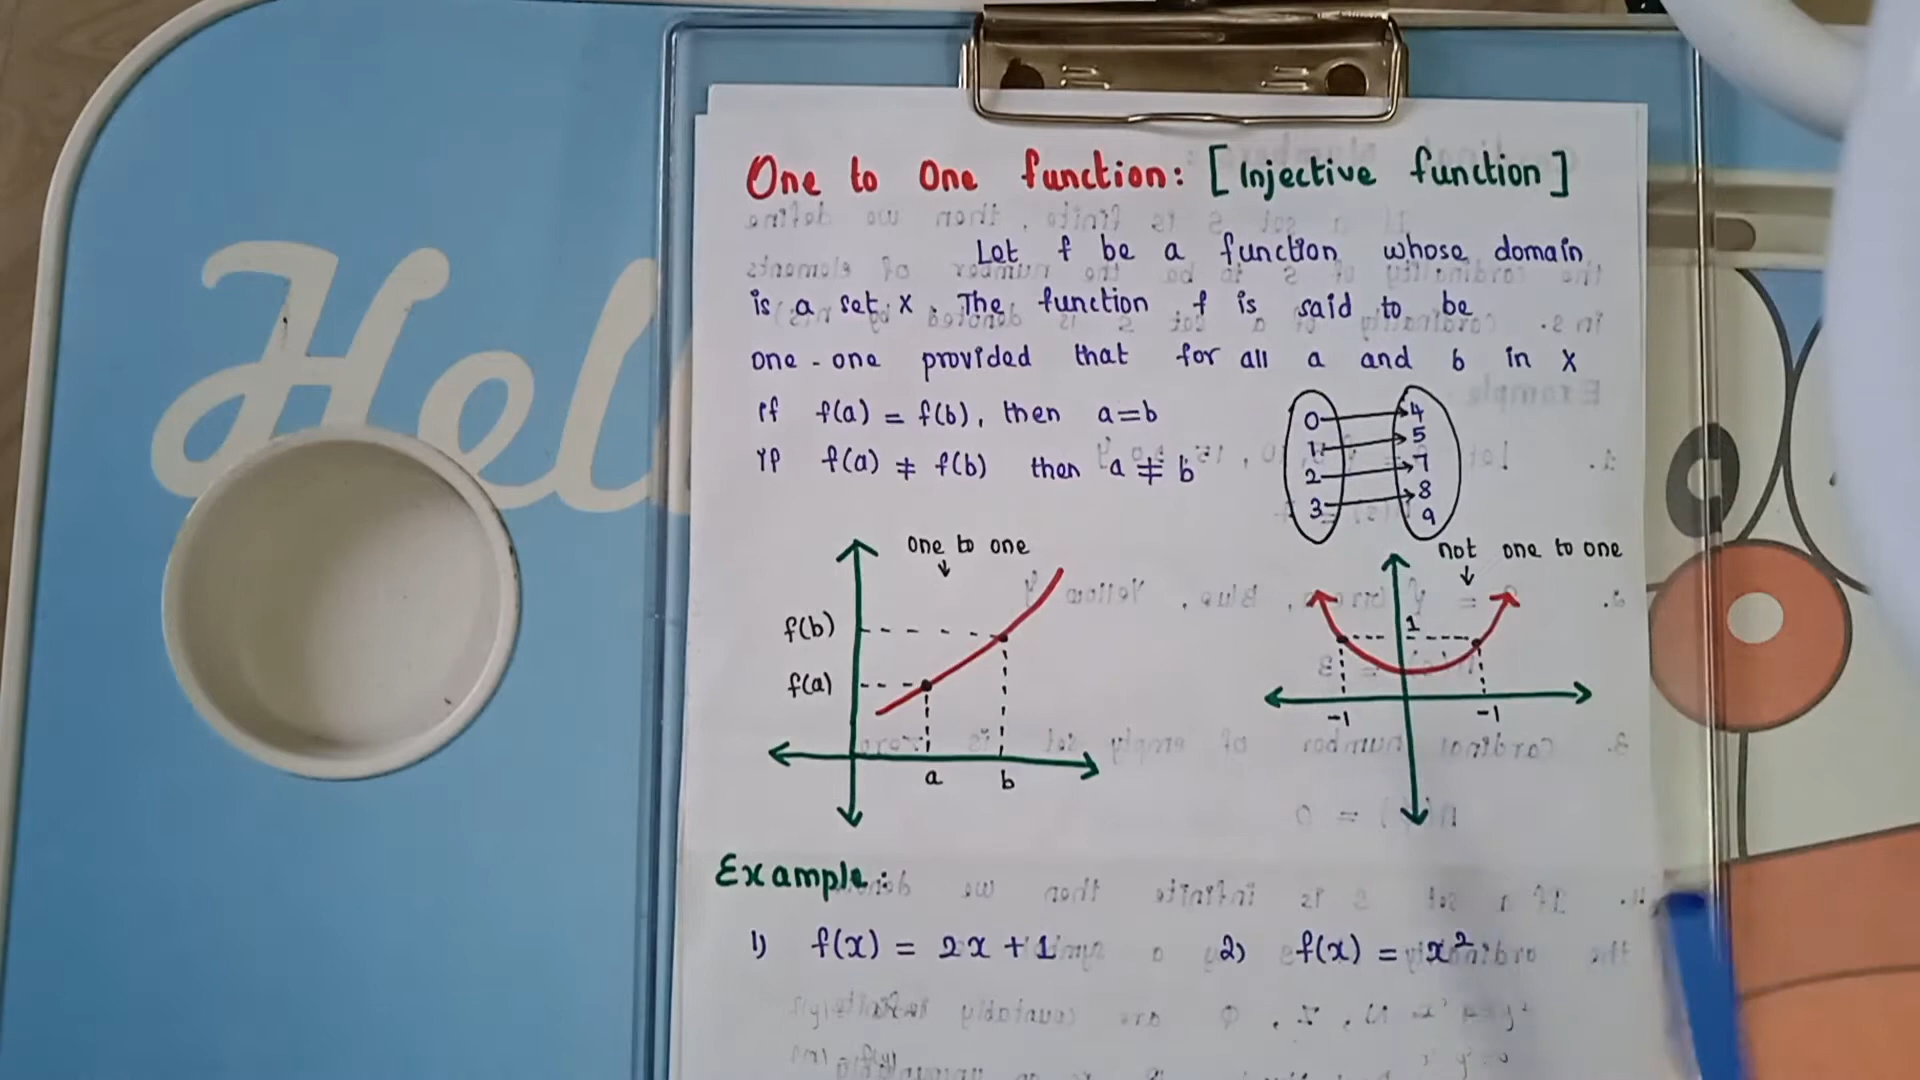 Hell
One to One function: [Injective function]
Let f be a function whose domain
is a set X. The function f is said to be
one-one provided that for all a and b in X
If f(a) = f(b), then a=b
If f(a) ≠ f(b) then a ≠ b
0 4
1 5
2 7
3 8
9
one to one
↓
f(b)
f(a)
a b
not one to one
↓
1
-1 -1
Example:
1) f(x) = 2x + 1 2) f(x) = x²